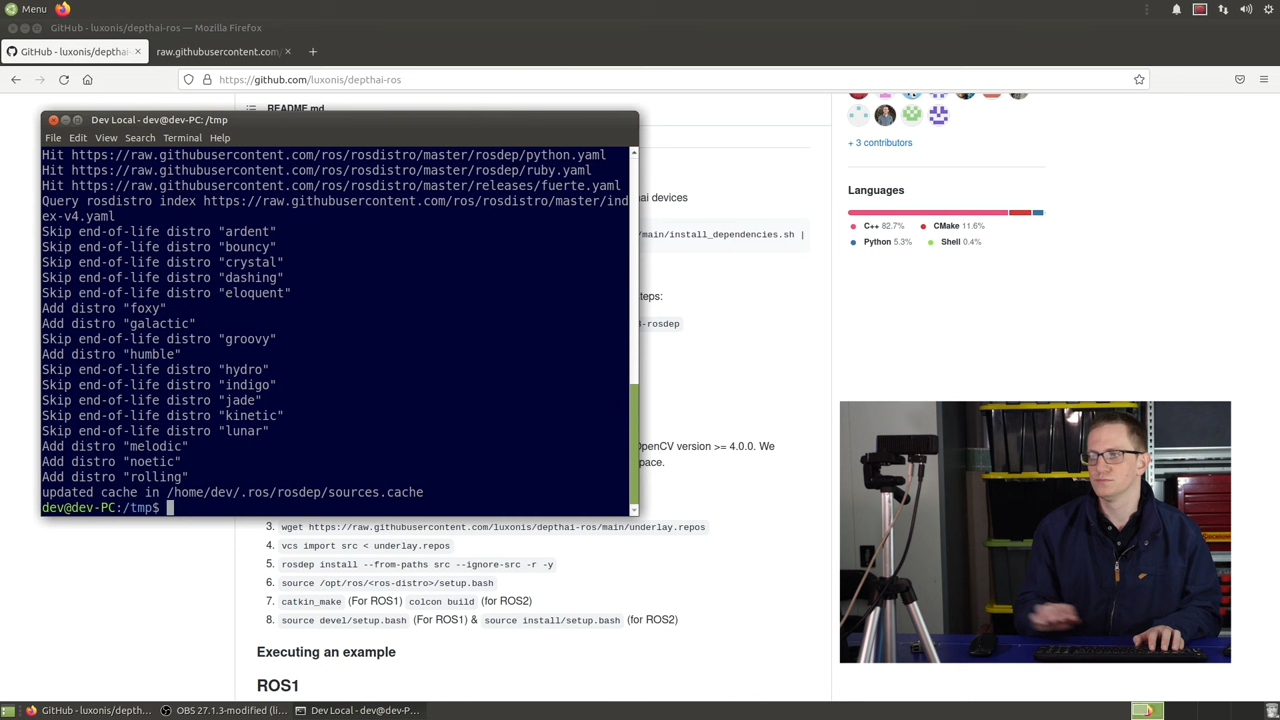 Menu
GitHub - luxonis/depthai-ros: Official ROS Driver for DepthAI Sensors. - Mozilla Firefox
GitHub - luxonis/depthai-
raw.githubusercontent.com/
https://github.com/luxonis/depthai-ros
README.md
+ 3 contributors
Languages
C++ 82.7%
CMake 11.6%
Python 5.3%
Shell 0.4%
Dev Local - dev@dev-PC: /tmp
File Edit View Search Terminal Help
Hit https://raw.githubusercontent.com/ros/rosdistro/master/rosdep/python.yaml
Hit https://raw.githubusercontent.com/ros/rosdistro/master/rosdep/ruby.yaml
Hit https://raw.githubusercontent.com/ros/rosdistro/master/releases/fuerte.yaml
Query rosdistro index https://raw.githubusercontent.com/ros/rosdistro/master/ind
ex-v4.yaml
Skip end-of-life distro "ardent"
Skip end-of-life distro "bouncy"
Skip end-of-life distro "crystal"
Skip end-of-life distro "dashing"
Skip end-of-life distro "eloquent"
Add distro "foxy"
Add distro "galactic"
Skip end-of-life distro "groovy"
Add distro "humble"
Skip end-of-life distro "hydro"
Skip end-of-life distro "indigo"
Skip end-of-life distro "jade"
Skip end-of-life distro "kinetic"
Skip end-of-life distro "lunar"
Add distro "melodic"
Add distro "noetic"
Add distro "rolling"
updated cache in /home/dev/.ros/rosdep/sources.cache
dev@dev-PC:/tmp$
ai devices
/main/install_dependencies.sh |
teps:
-rosdep
OpenCV version >= 4.0.0. We
pace.
3. wget https://raw.githubusercontent.com/luxonis/depthai-ros/main/underlay.repos
4. vcs import src < underlay.repos
5. rosdep install --from-paths src --ignore-src -r -y
6. source /opt/ros/<ros-distro>/setup.bash
7. catkin_make (For ROS1) colcon build (for ROS2)
8. source devel/setup.bash (For ROS1) & source install/setup.bash (for ROS2)
Executing an example
ROS1
GitHub - luxonis/depth...
OBS 27.1.3-modified (li...
Dev Local - dev@dev-P...